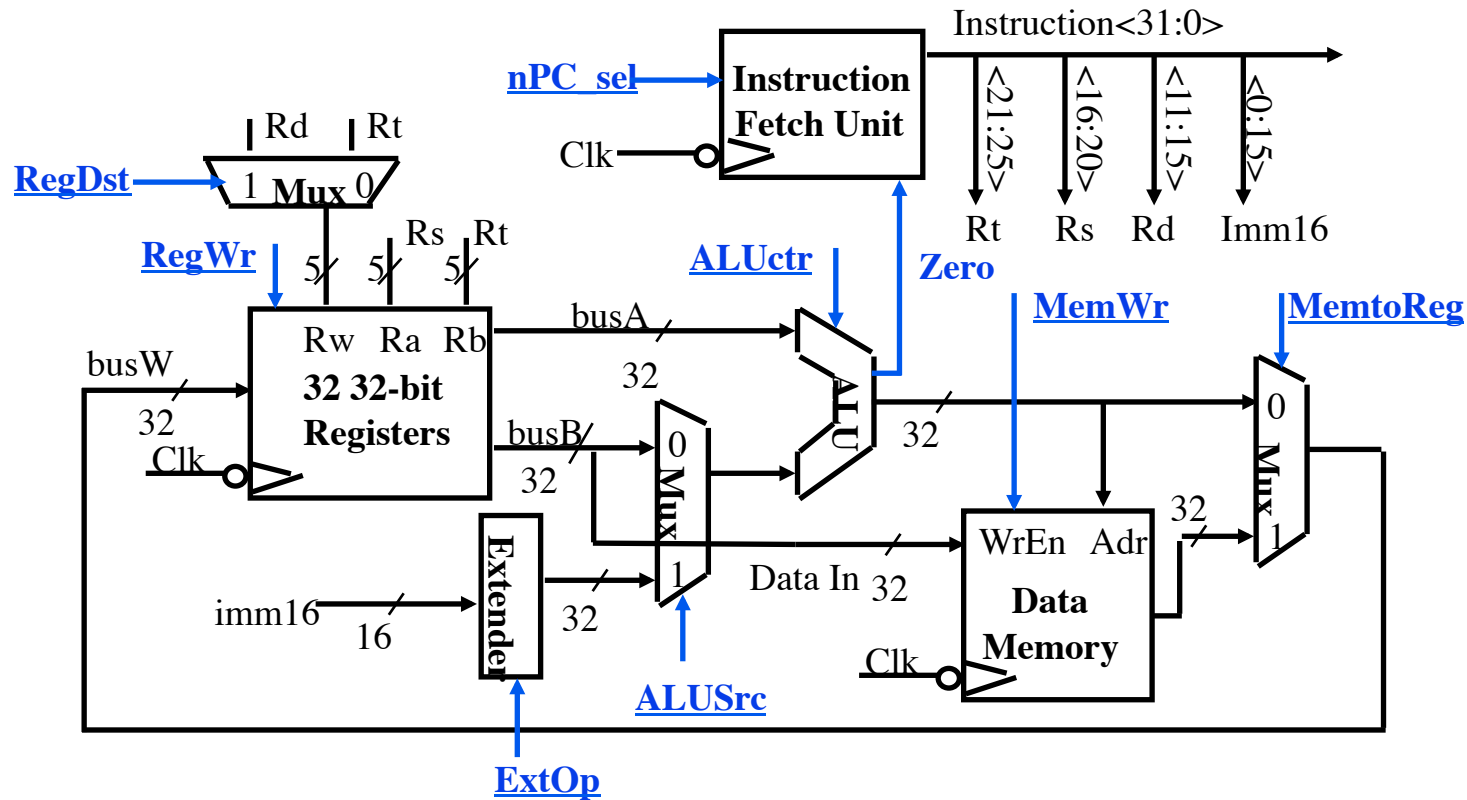 Instruction<31:0>
nPC_sel
Instruction
Fetch Unit
Clk
<21:25>
<16:20>
<11:15>
<0:15>
Rt
Rs
Rd
Imm16
Rd
Rt
RegDst
1 Mux 0
RegWr
5
5
5
Rs
Rt
ALUctr
Zero
MemWr
MemtoReg
busW
32
Rw Ra Rb
32 32-bit
Registers
Clk
busA
32
busB
32
0
Mux
1
ALU
32
0
Mux
1
Extender
imm16
16
32
Data In
32
WrEn Adr
Data
Memory
Clk
32
ALUSrc
ExtOp